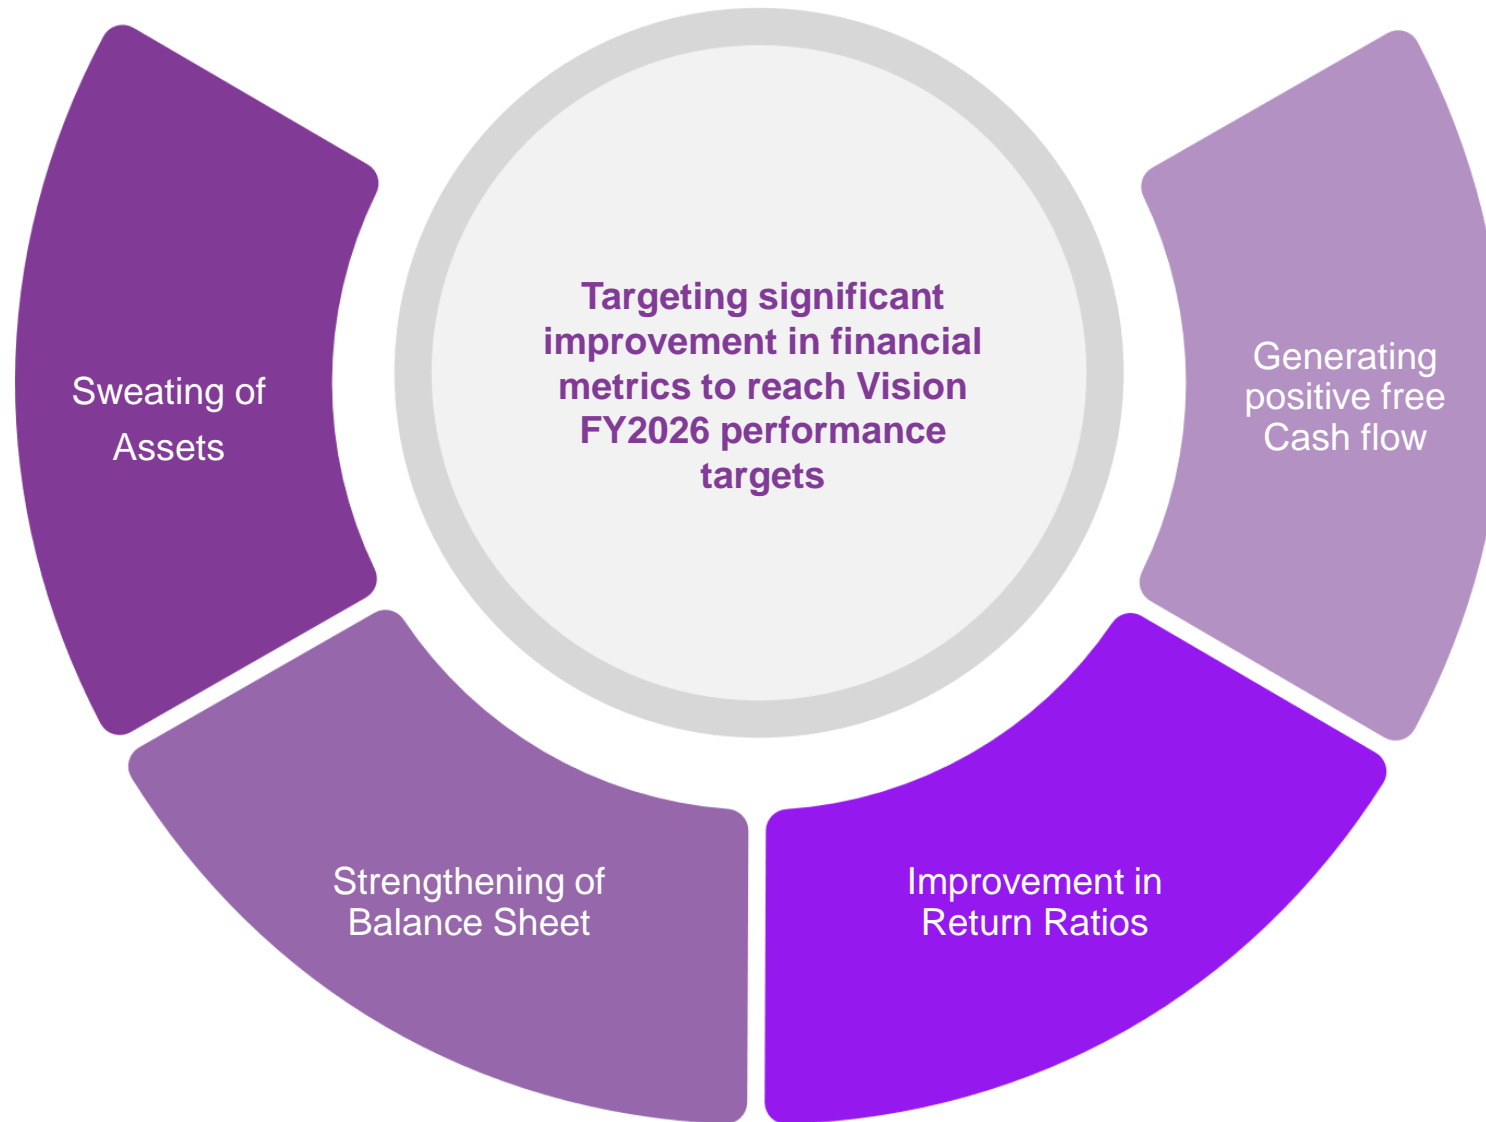 Targeting significant
improvement in financial
metrics to reach Vision
FY2026 performance
targets
Sweating of
Assets
Strengthening of
Balance Sheet
Improvement in
Return Ratios
Generating
positive free
Cash flow